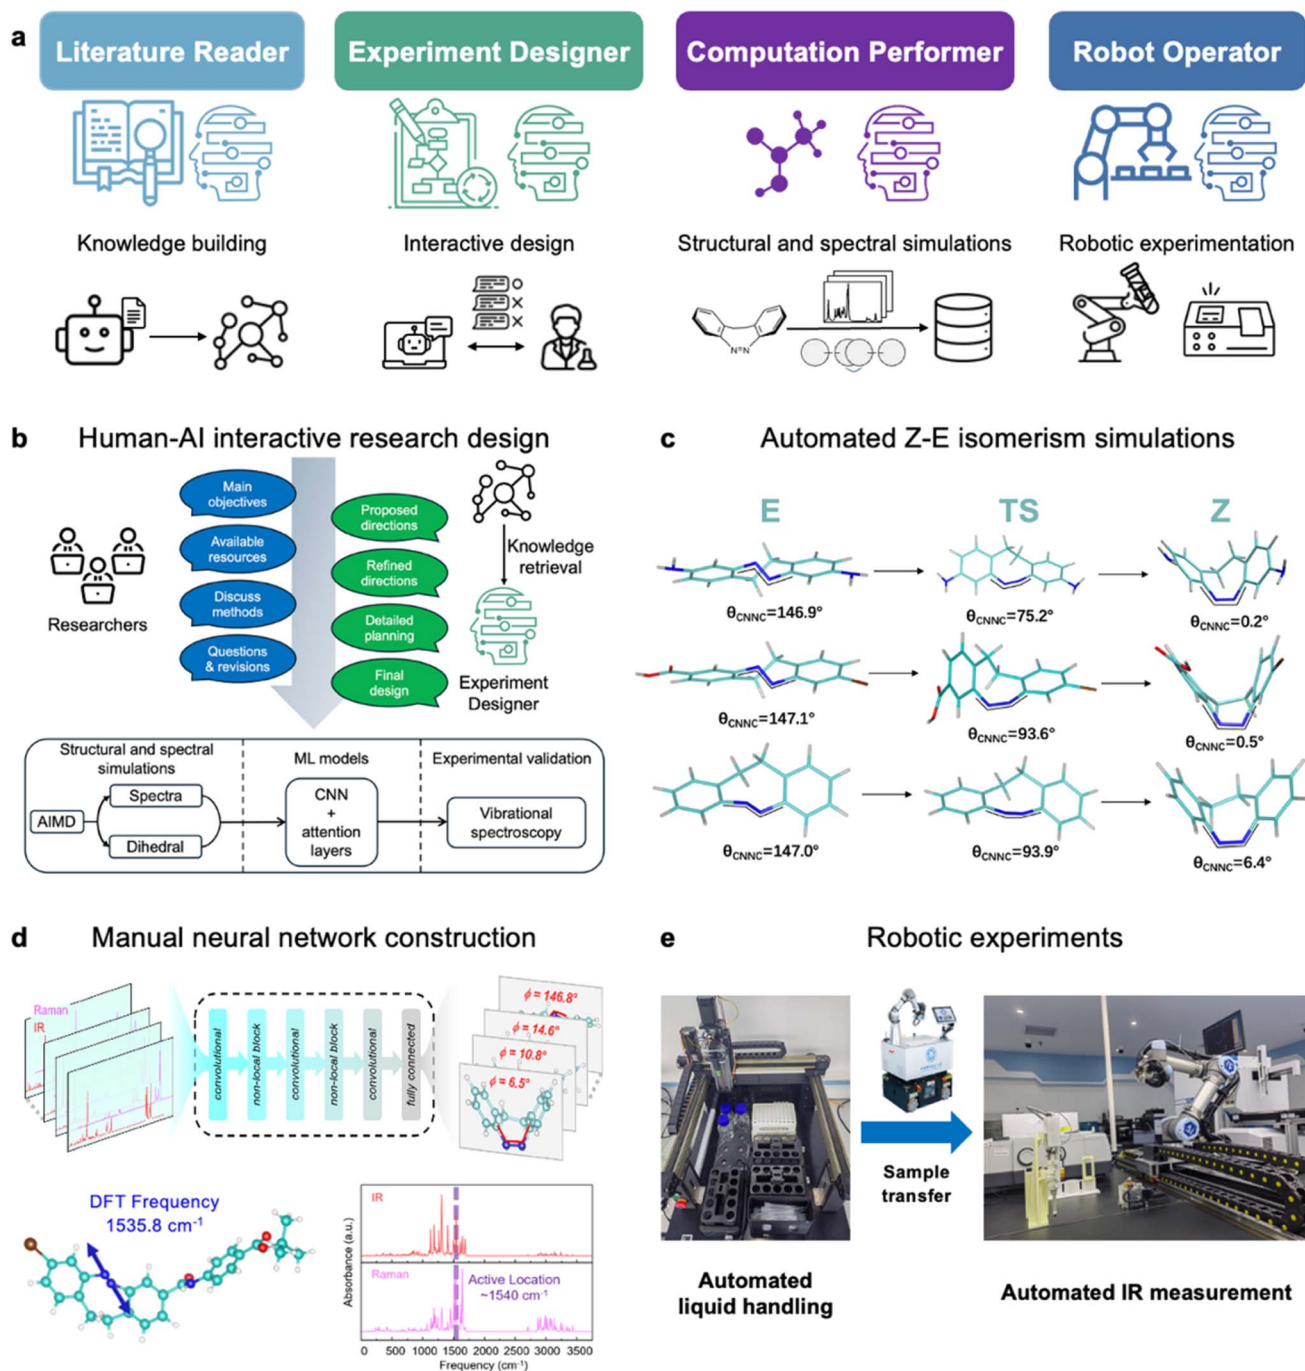 a
Literature Reader
Experiment Designer
Computation Performer
Robot Operator
Knowledge building
Interactive design
Structural and spectral simulations
Robotic experimentation
N=N
b
Human-AI interactive research design
Main
objectives
Available
resources
Discuss
methods
Questions
& revisions
Researchers
Proposed
directions
Refined
directions
Detailed
planning
Final
design
Knowledge
retrieval
Experiment
Designer
Structural and spectral
simulations
AIMD
Spectra
Dihedral
ML models
CNN
+
attention
layers
Experimental validation
Vibrational
spectroscopy
c
Automated Z-E isomerism simulations
E
TS
Z
θCNNC=146.9°
θCNNC=75.2°
θCNNC=0.2°
θCNNC=147.1°
θCNNC=93.6°
θCNNC=0.5°
θCNNC=147.0°
θCNNC=93.9°
θCNNC=6.4°
d
Manual neural network construction
Raman
IR
convolutional
non-local block
convolutional
non-local block
convolutional
fully connected
ϕ = 146.8°
ϕ = 14.6°
ϕ = 10.8°
ϕ = 6.5°
DFT Frequency
1535.8 cm⁻¹
IR
Raman
Active Location
~1540 cm⁻¹
Absorbance (a.u.)
0 500 1000 1500 2000 2500 3000 3500
Frequency (cm⁻¹)
e
Robotic experiments
Sample
transfer
Automated
liquid handling
Automated IR measurement